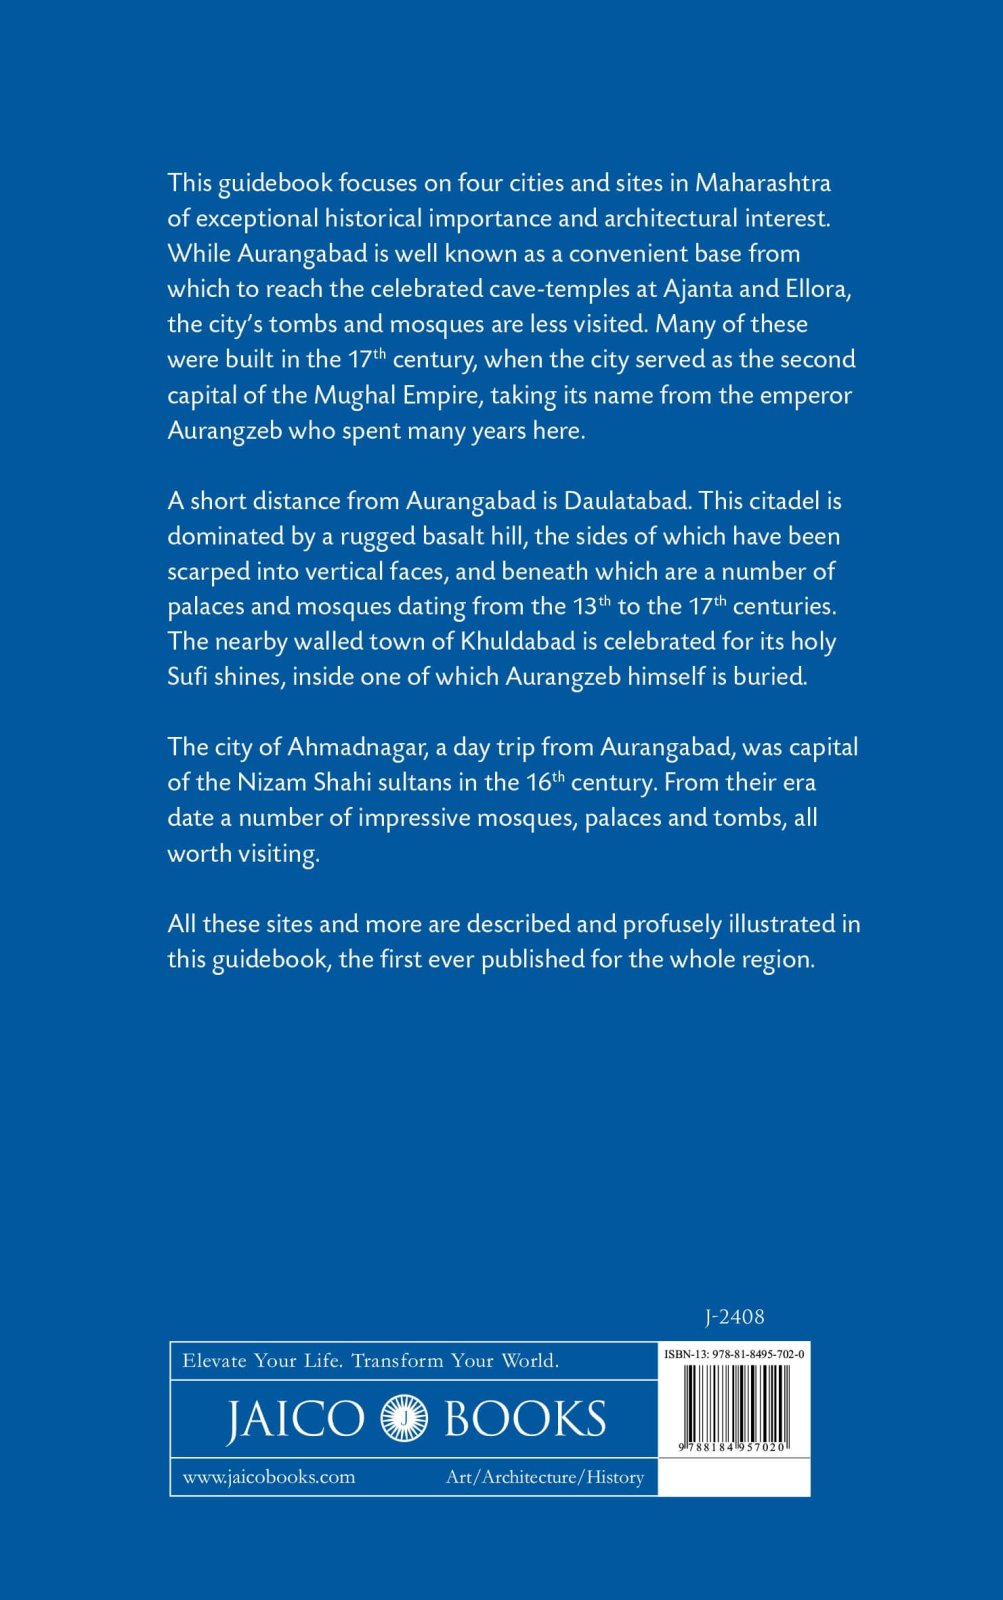 This guidebook focuses on four cities and sites in Maharashtra
of exceptional historical importance and architectural interest.
While Aurangabad is well known as a convenient base from
which to reach the celebrated cave-temples at Ajanta and Ellora,
the city's tombs and mosques are less visited. Many of these
were built in the 17th century, when the city served as the second
capital of the Mughal Empire, taking its name from the emperor
Aurangzeb who spent many years here.
A short distance from Aurangabad is Daulatabad. This citadel is
dominated by a rugged basalt hill, the sides of which have been
scarped into vertical faces, and beneath which are a number of
palaces and mosques dating from the 13th to the 17th centuries.
The nearby walled town of Khuldabad is celebrated for its holy
Sufi shines, inside one of which Aurangzeb himself is buried.
The city of Ahmadnagar, a day trip from Aurangabad, was capital
of the Nizam Shahi sultans in the 16th century. From their era
date a number of impressive mosques, palaces and tombs, all
worth visiting.
All these sites and more are described and profusely illustrated in
this guidebook, the first ever published for the whole region.
J-2408
Elevate Your Life. Transform Your World.
JAICO J BOOKS
www.jaicobooks.com Art/Architecture/History
ISBN-13: 978-81-8495-702-0
9 788184 957020